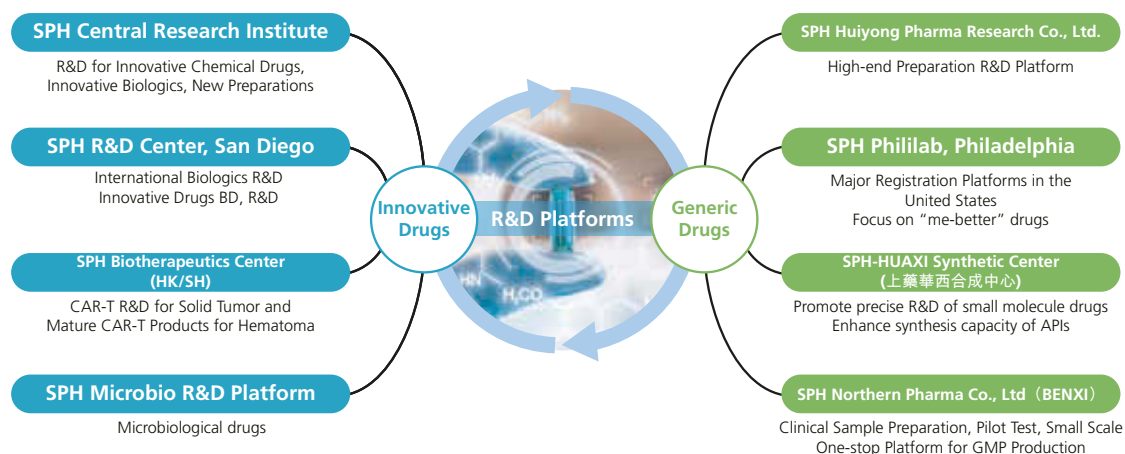 SPH Central Research Institute
R&D for Innovative Chemical Drugs,
Innovative Biologics, New Preparations
SPH R&D Center, San Diego
International Biologics R&D
Innovative Drugs BD, R&D
SPH Biotherapeutics Center
(HK/SH)
CAR-T R&D for Solid Tumor and
Mature CAR-T Products for Hematoma
SPH Microbio R&D Platform
Microbiological drugs
Innovative
Drugs
R&D Platforms
HN
H₃CO
Generic
Drugs
SPH Huiyong Pharma Research Co., Ltd.
High-end Preparation R&D Platform
SPH Phililab, Philadelphia
Major Registration Platforms in the
United States
Focus on “me-better” drugs
SPH-HUAXI Synthetic Center
(上藥華西合成中心)
Promote precise R&D of small molecule drugs
Enhance synthesis capacity of APIs
SPH Northern Pharma Co., Ltd（BENXI）
Clinical Sample Preparation, Pilot Test, Small Scale
One-stop Platform for GMP Production